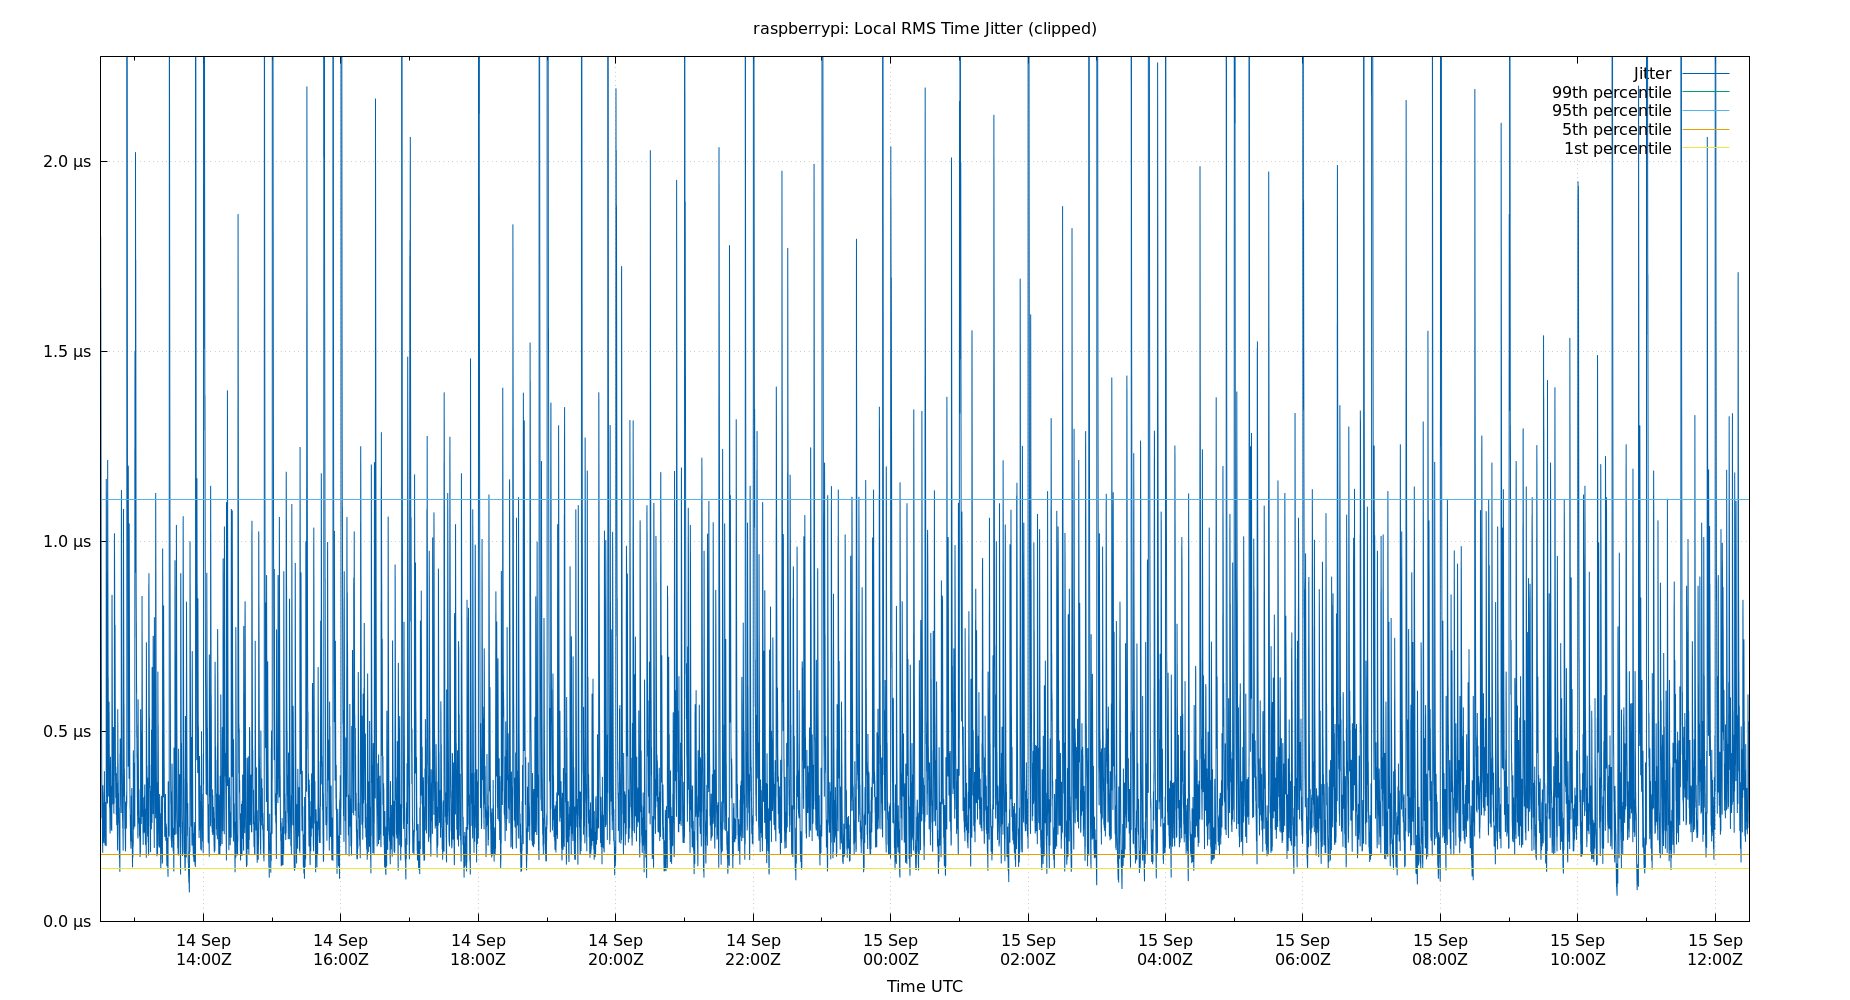 raspberrypi: Local RMS Time Jitter (clipped)
Jitter
99th percentile
95th percentile
5th percentile
1st percentile
2.0 µs
1.5 µs
1.0 µs
0.5 µs
0.0 µs
14 Sep 14 Sep 14 Sep 14 Sep 14 Sep 15 Sep 15 Sep 15 Sep 15 Sep 15 Sep 15 Sep 15 Sep
14:00Z 16:00Z 18:00Z 20:00Z 22:00Z 00:00Z 02:00Z 04:00Z 06:00Z 08:00Z 10:00Z 12:00Z
Time UTC